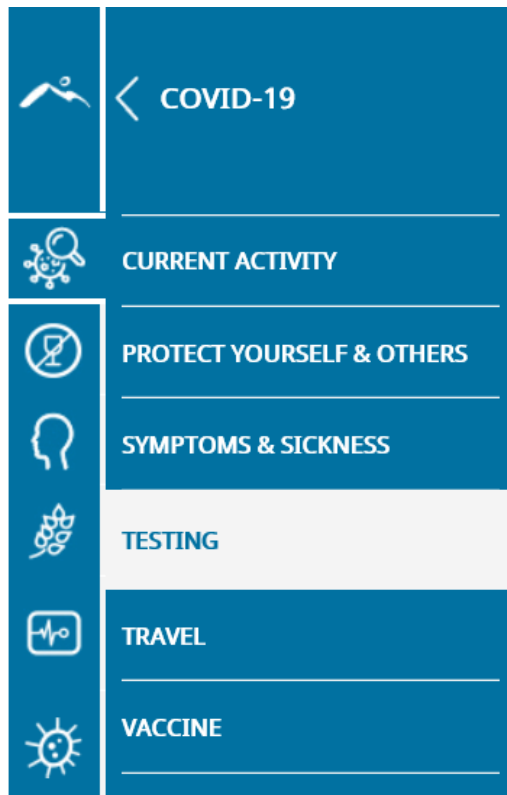 COVID-19
CURRENT ACTIVITY
PROTECT YOURSELF & OTHERS
SYMPTOMS & SICKNESS
TESTING
TRAVEL
VACCINE